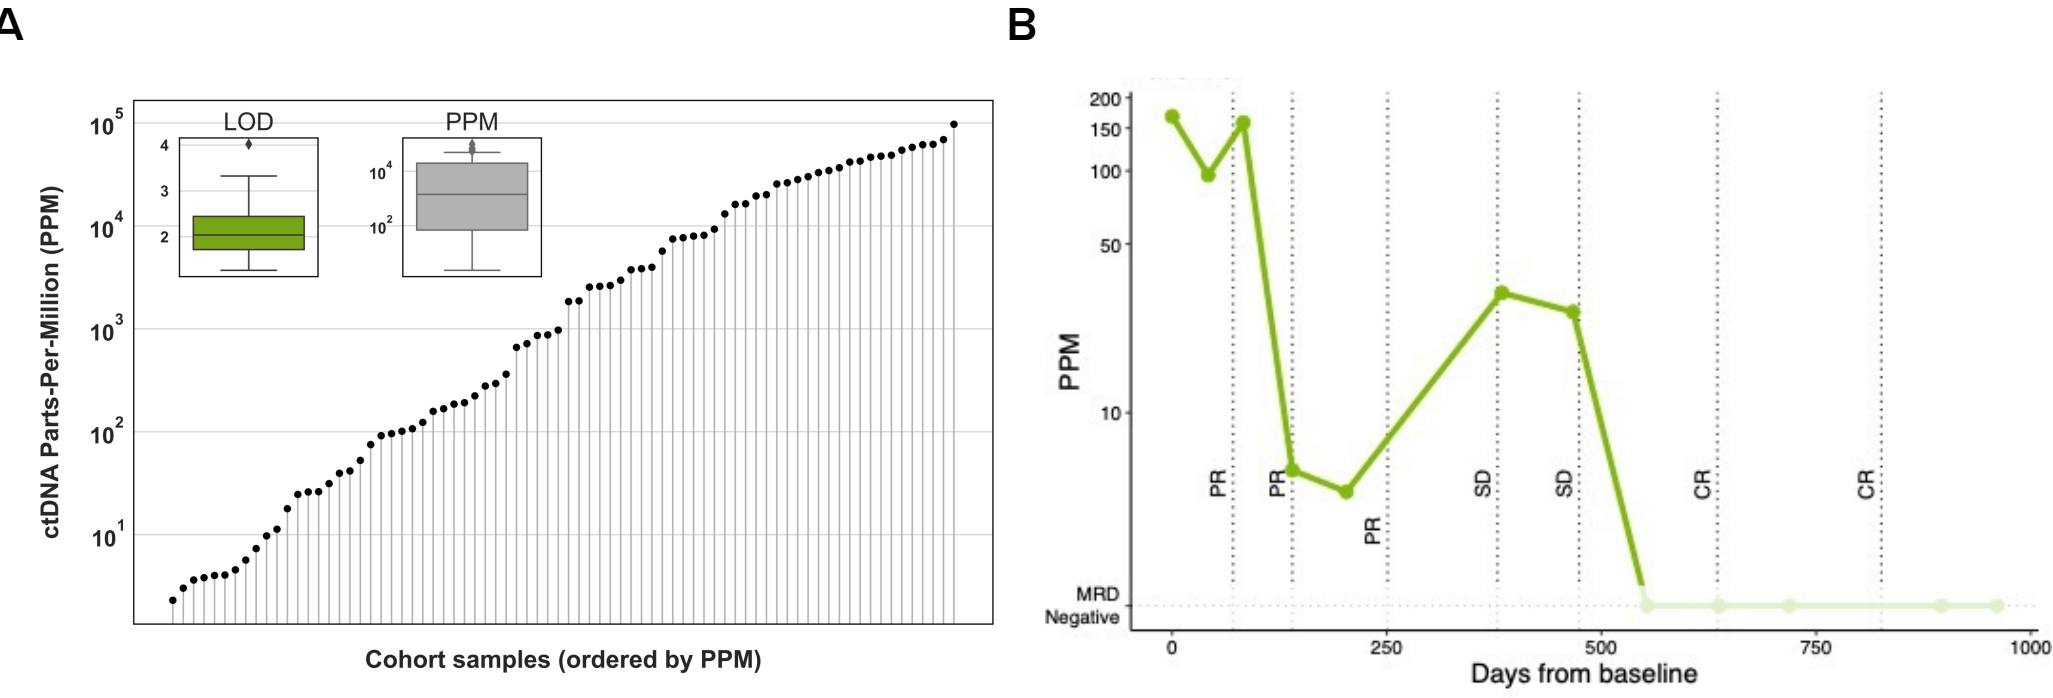 A
B
LOD
PPM
4
3
2
10^4
10^2
10^5
10^4
10^3
10^2
10^1
ctDNA Parts-Per-Million (PPM)
Cohort samples (ordered by PPM)
200
150
100
50
10
MRD
Negative
PPM
PR
PR
PR
SD
SD
CR
CR
0
250
500
750
1000
Days from baseline